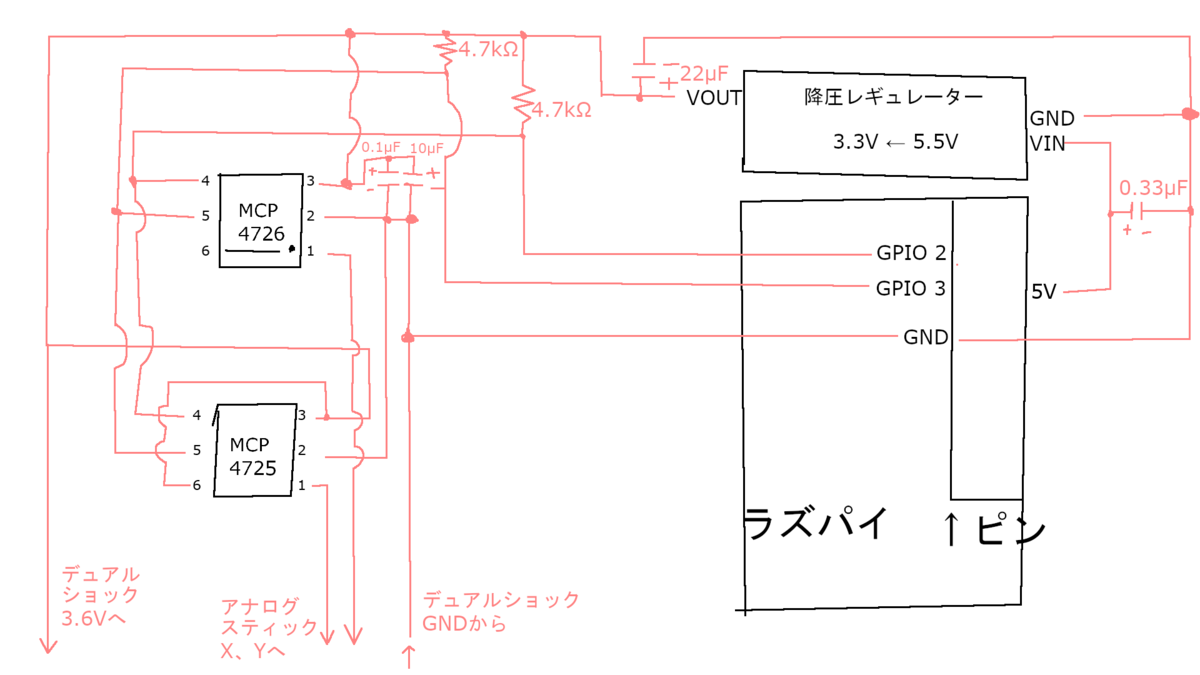 4.7kΩ
4.7kΩ
22μF
− +
VOUT
降圧レギュレーター
3.3V ← 5.5V
GND
VIN
0.33μF
+ -
0.1μF 10μF
+ - + −
4 3
5 MCP 2
4726
6 1
GPIO 2
GPIO 3
5V
GND
4 3
5 MCP 2
4725
6 1
ラズパイ ↑ ピン
デュアル
ショック
3.6Vへ
アナログ
スティック
X、Yへ
デュアルショック
GNDから
↑